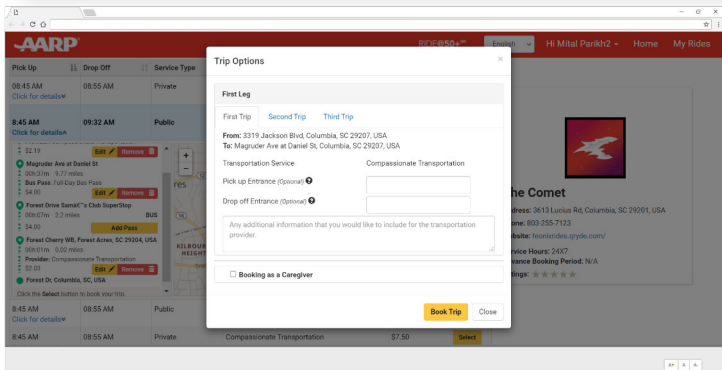 AARP
RIDE@50+℠
English
Hi Mital Parikh2
Home
My Rides
Pick Up
Drop Off
Service Type
08:45 AM
08:55 AM
Private
Click for details
8:45 AM
09:32 AM
Public
Click for details
$2.19
Edit
Remove
Magruder Ave at Daniel St
00h:37m 9.77 miles
Bus Pass: Full-Day Bus Pass
$4.00
Edit
Remove
Forest Drive Samâ€™s Club SuperStop
00h:07m 2.2 miles
BUS
$4.00
Add Pass
Forest Cherry WB, Forest Acres, SC 29204, USA
00h:01m 0.02 miles
Provider: Compassionate Transportation
$2.03
Edit
Remove
Forest Dr, Columbia, SC, USA
Click the Select button to book your trip.
8:45 AM
08:55 AM
Public
Click for details
8:45 AM
08:55 AM
Private
Compassionate Transportation
$7.50
Select
+
-
res
KILBOUR
HEIGHT
Trip Options
×
First Leg
First Trip
Second Trip
Third Trip
From: 3319 Jackson Blvd, Columbia, SC 29207, USA
To: Magruder Ave at Daniel St, Columbia, SC 29207, USA
Transportation Service
Compassionate Transportation
Pick up Entrance (Optional)
Drop off Entrance (Optional)
Any additional information that you would like to include for the transportation
provider.
Booking as a Caregiver
Book Trip
Close
he Comet
dress: 3613 Lucius Rd, Columbia, SC 29201, USA
one: 803-255-7123
bsite: feonixrides.qryde.com/
rvice Hours: 24X7
vance Booking Period: N/A
tings:
A+
A
A-